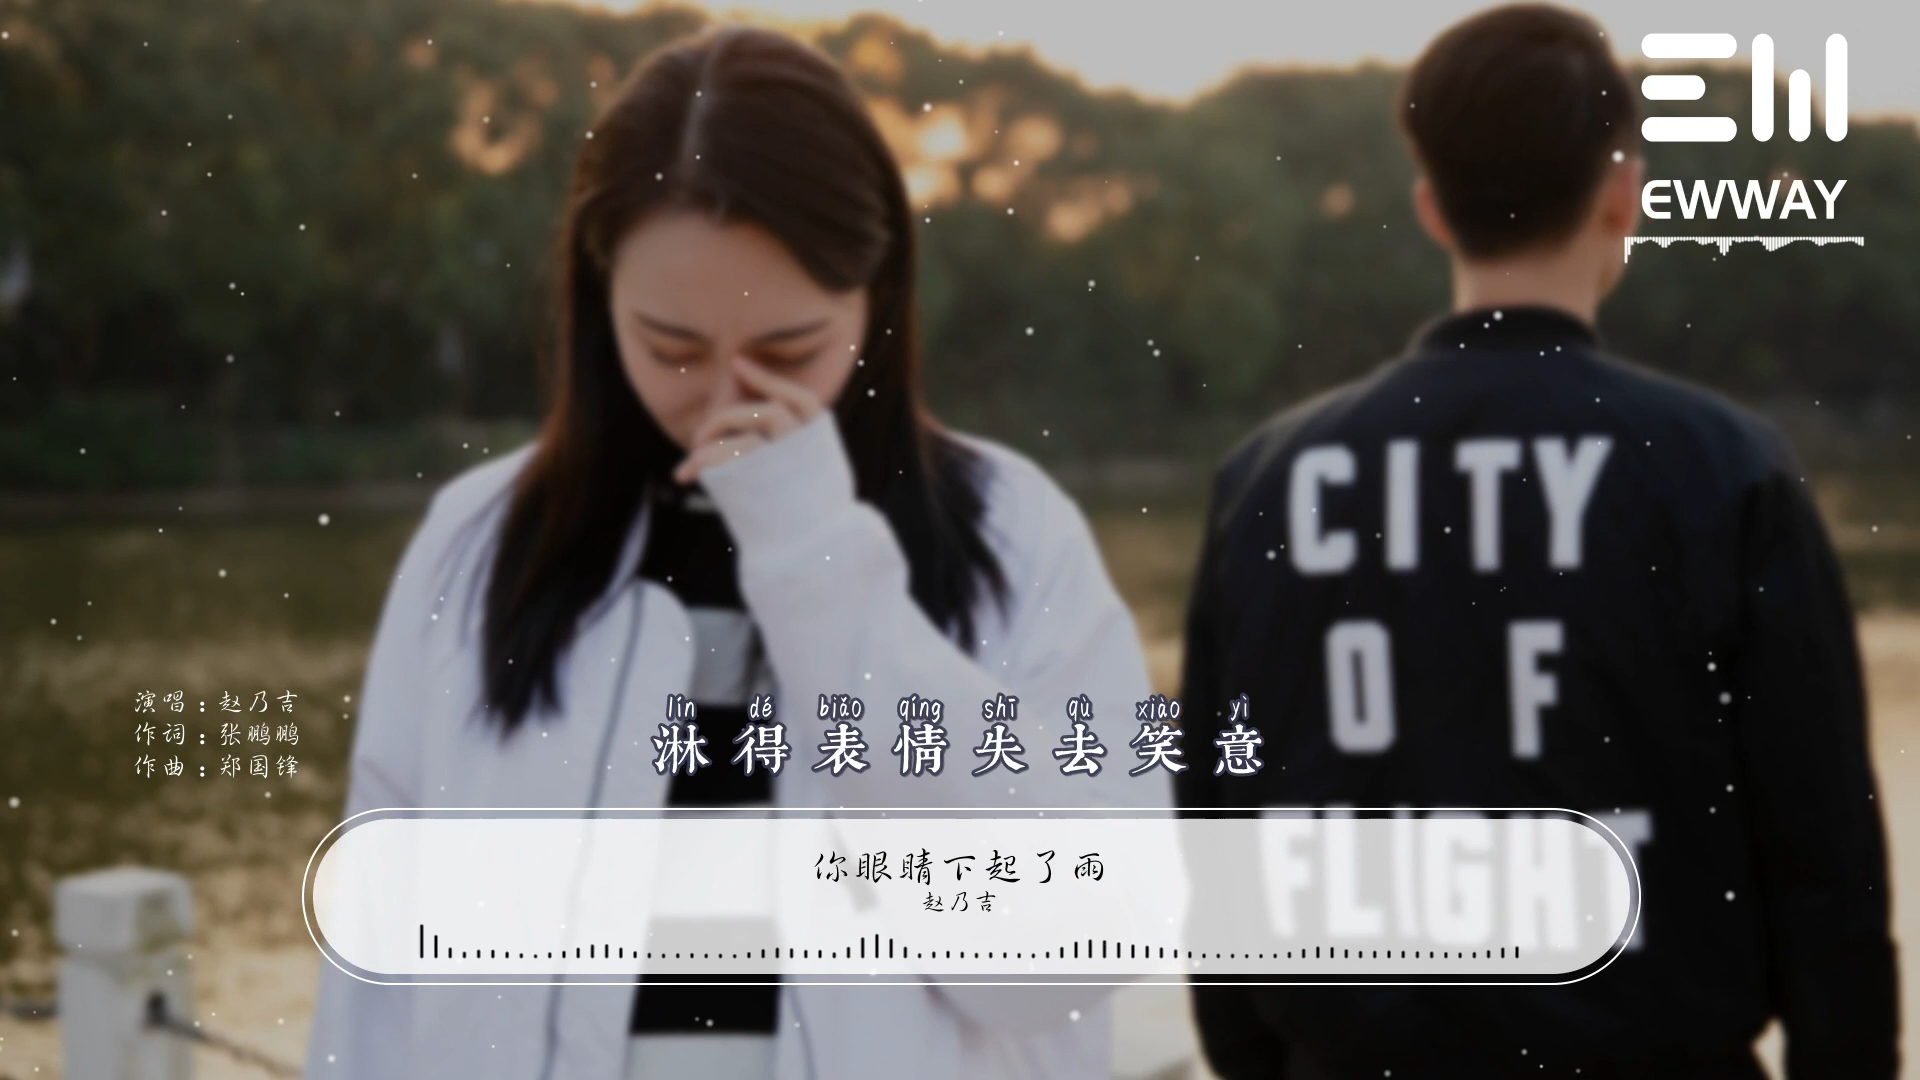 EW
EWWAY
CITY
OF
FLIGHT
演唱：赵乃吉
作词：张鹏鹏
作曲：郑国锋
lín dé biǎo qíng shī qù xiào yì
淋得表情失去笑意
你眼睛下起了雨
赵乃吉